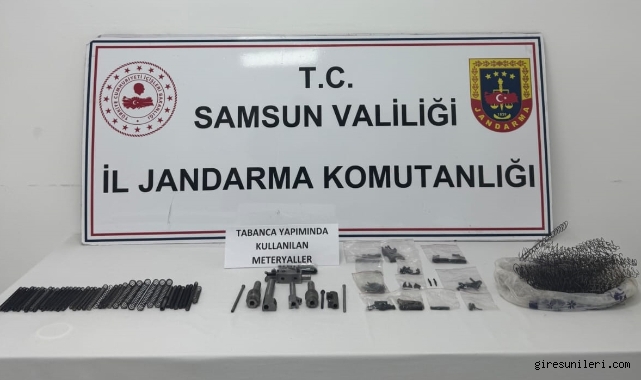 T.C.
SAMSUN VALİLİĞİ
İL JANDARMA KOMUTANLIĞI
JANDARMA
TABANCA YAPIMINDA
KULLANILAN
METERYALLER
giresunileri.com